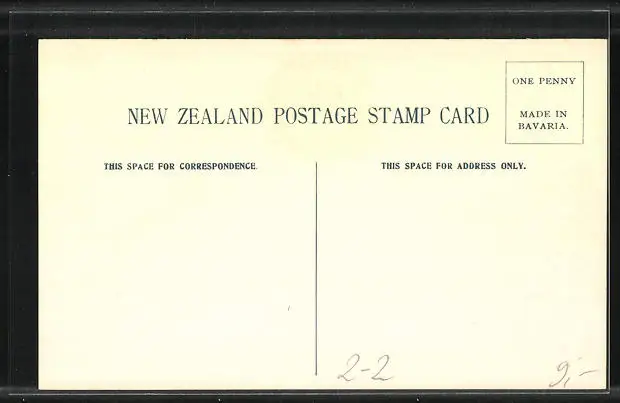 ONE PENNY
MADE IN
BAVARIA.
NEW ZEALAND POSTAGE STAMP CARD
THIS SPACE FOR CORRESPONDENCE.
THIS SPACE FOR ADDRESS ONLY.
2-2
9,-